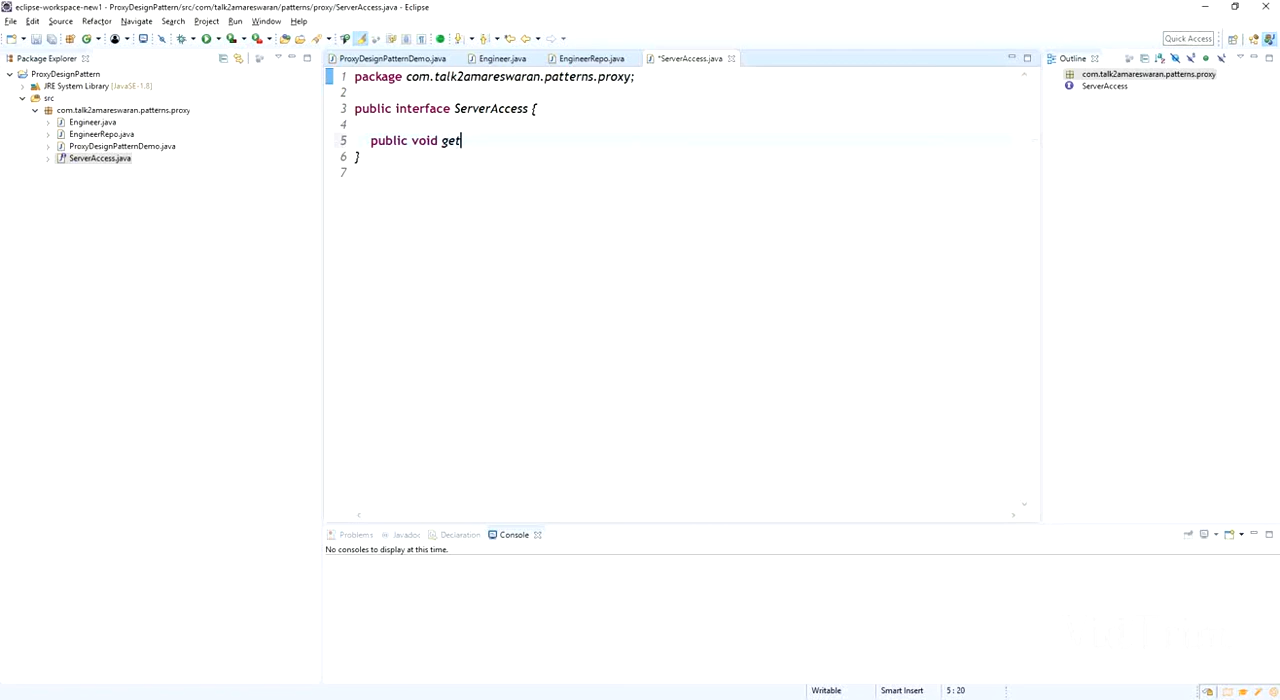 eclipse-workspace-new1 - ProxyDesignPattern/src/com/talk2amareswaran/patterns/proxy/ServerAccess.java - Eclipse
File Edit Source Refactor Navigate Search Project Run Window Help
Quick Access
Package Explorer
ProxyDesignPattern
JRE System Library [JavaSE-1.8]
src
com.talk2amareswaran.patterns.proxy
Engineer.java
EngineerRepo.java
ProxyDesignPatternDemo.java
ServerAccess.java
ProxyDesignPatternDemo.java Engineer.java EngineerRepo.java *ServerAccess.java
1 package com.talk2amareswaran.patterns.proxy;
2
3 public interface ServerAccess {
4
5 public void get
6 }
7
Outline
com.talk2amareswaran.patterns.proxy
ServerAccess
Problems Javadoc Declaration Console
No consoles to display at this time.
Writable Smart Insert 5 : 20